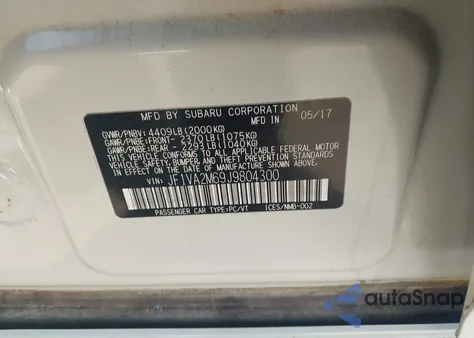 MFD. BY SUBARU CORPORATION 05/17
GVWR/PNBV: 4409LB(2000KG) MFD.IN JAPAN
GAWR/PNBE:FRONT- 2370LB(1075KG)
GAWR/PNBE:REAR - 2293LB(1040KG)
THIS VEHICLE CONFORMS TO ALL APPLICABLE FEDERAL MOTOR
VEHICLE SAFETY, BUMPER, AND THEFT PREVENTION STANDARDS
IN EFFECT ON THE DATE OF MANUFACTURE SHOWN ABOVE.
VIN: JF1VA2M69J9804300
PASSENGER CAR TYPE:PC/VT ICES/NMB-002
autoSnap